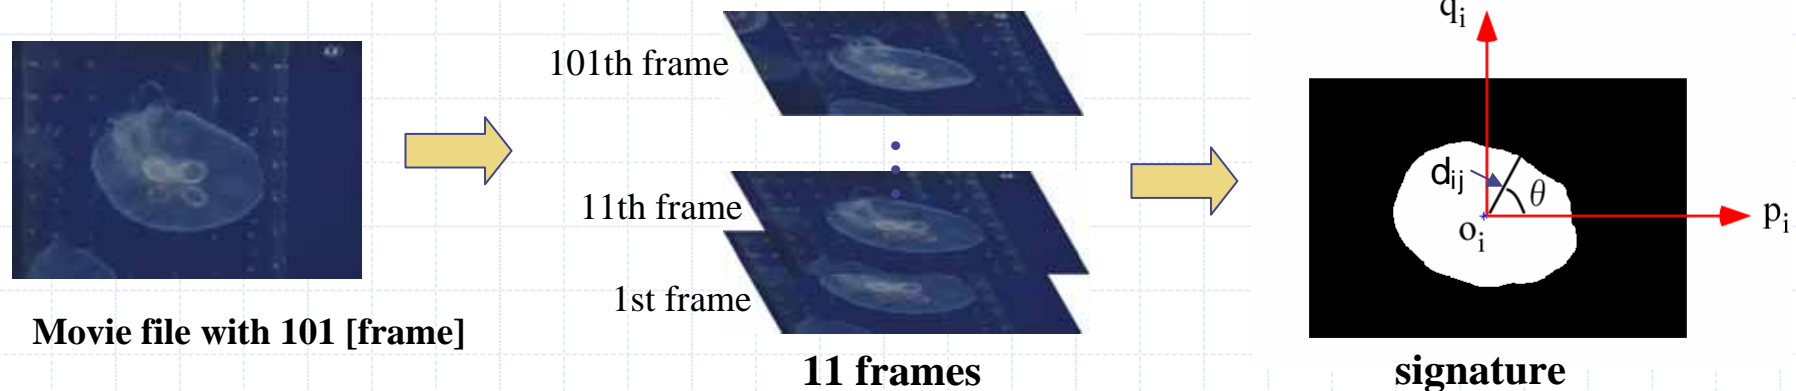 Movie file with 101 [frame]
101th frame
11th frame
1st frame
11 frames
qᵢ
dᵢⱼ
θ
oᵢ
pᵢ
signature